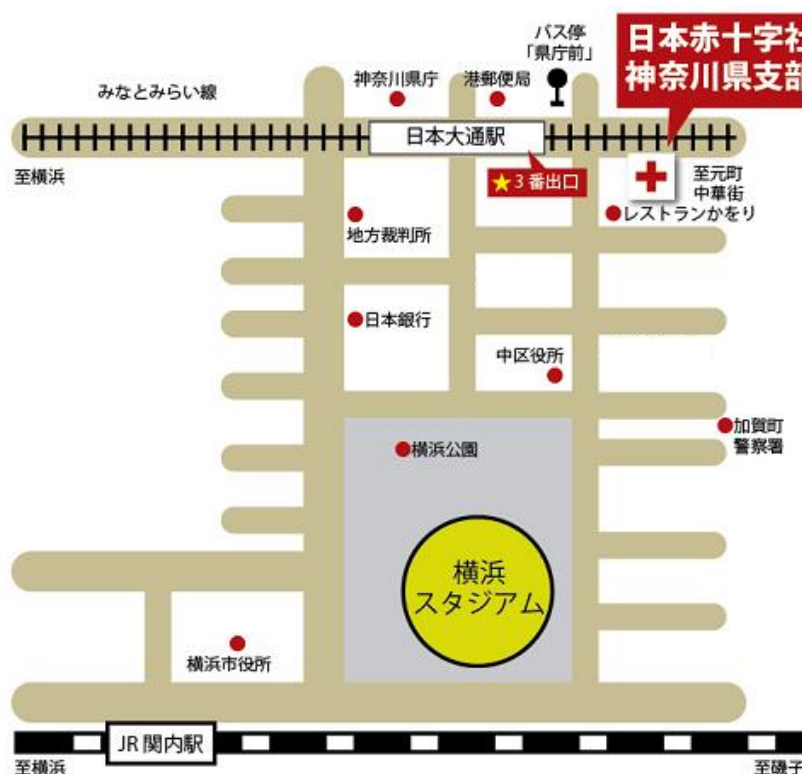 バス停
「県庁前」
日本赤十字社
神奈川県支部
みなとみらい線
神奈川県庁
港郵便局
日本大通駅
至横浜
★3番出口
至元町
中華街
レストランかをり
地方裁判所
日本銀行
中区役所
加賀町
警察署
横浜公園
横浜
スタジアム
横浜市役所
JR関内駅
至横浜
至磯子